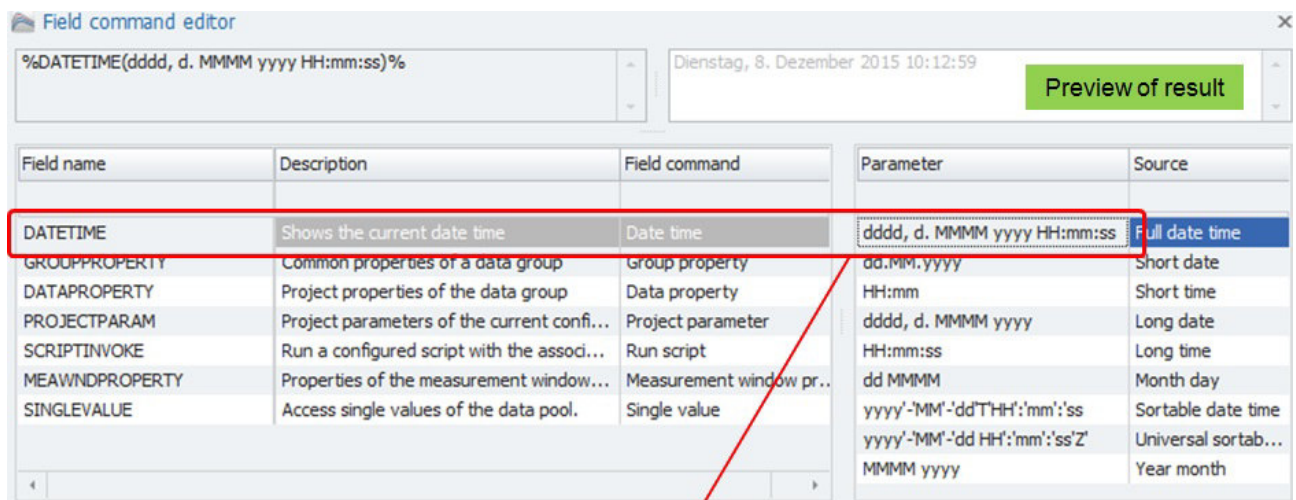 Field command editor
%DATETIME(dddd, d. MMMM yyyy HH:mm:ss)%
Dienstag, 8. Dezember 2015 10:12:59
Preview of result
Field name Description Field command Parameter Source
DATETIME Shows the current date time Date time dddd, d. MMMM yyyy HH:mm:ss Full date time
GROUPPROPERTY Common properties of a data group Group property dd.MM.yyyy Short date
DATAPROPERTY Project properties of the data group Data property HH:mm Short time
PROJECTPARAM Project parameters of the current confi... Project parameter dddd, d. MMMM yyyy Long date
SCRIPTINVOKE Run a configured script with the associ... Run script HH:mm:ss Long time
MEAWNDPROPERTY Properties of the measurement window... Measurement window pr.. dd MMMM Month day
SINGLEVALUE Access single values of the data pool. Single value yyyy'-'MM'-'dd'T'HH':'mm':'ss Sortable date time
yyyy'-'MM'-'dd HH':'mm':'ss'Z' Universal sortab...
MMMM yyyy Year month